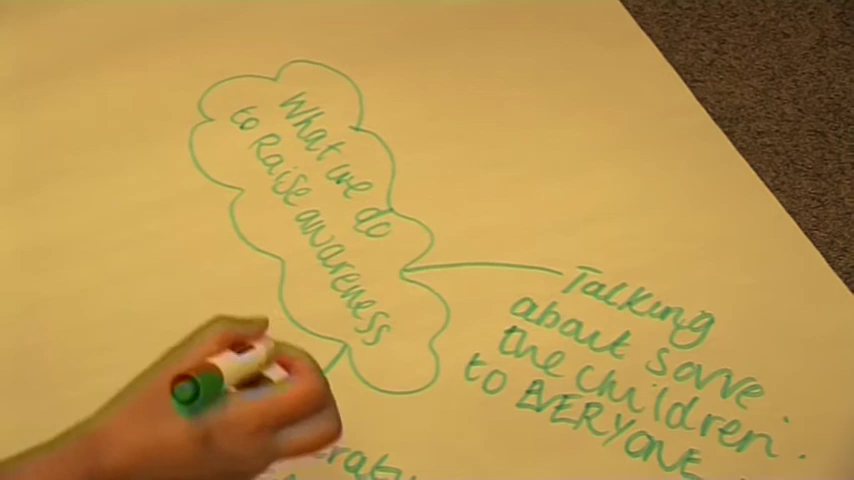 What we do
to Raise awareness
Talking
about save
the children.
to EVERYONE